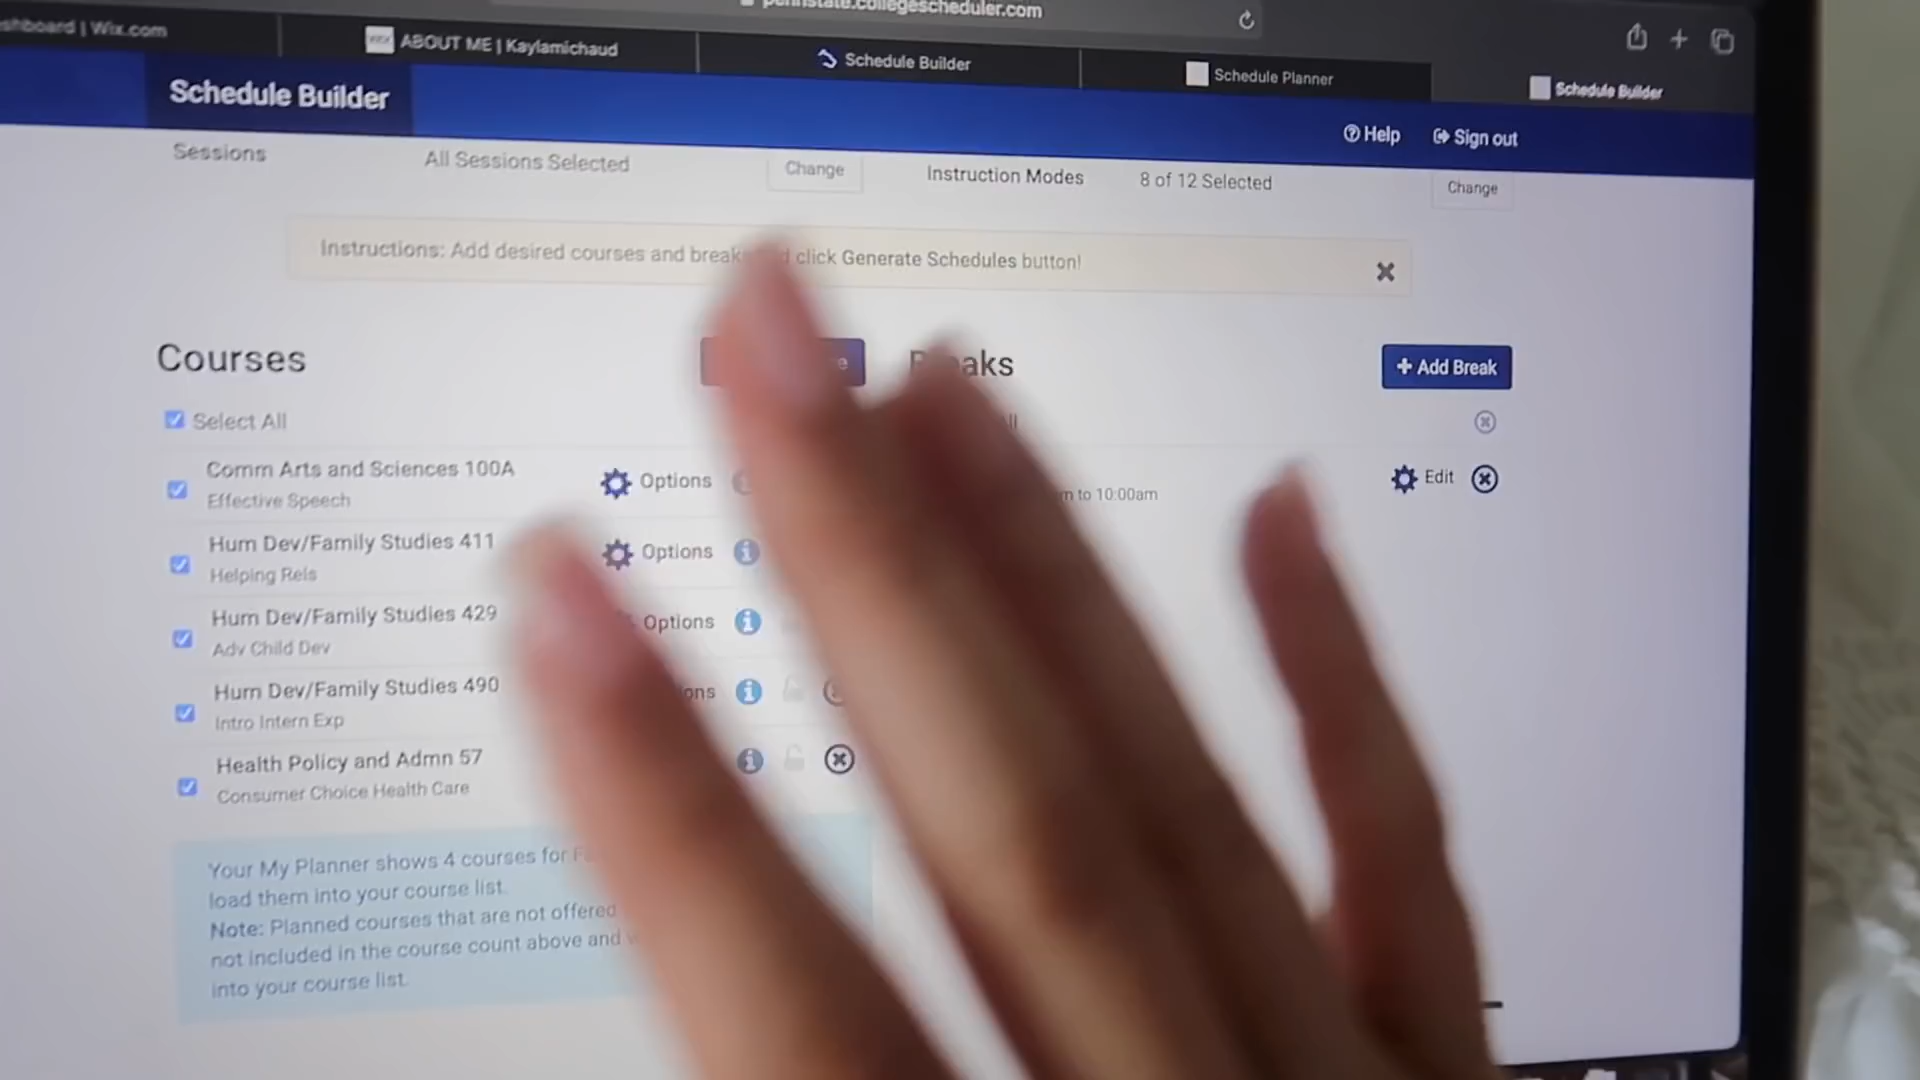 pennstate.collegescheduler.com
shboard | Wix.com
ABOUT ME | Kaylamichaud
Schedule Builder
Schedule Planner
Schedule Builder
Schedule Builder
Help
Sign out
Sessions
All Sessions Selected
Change
Instruction Modes
8 of 12 Selected
Change
Instructions: Add desired courses and break click Generate Schedules button!
Courses
Breaks
+ Add Break
Select All
Comm Arts and Sciences 100A
Effective Speech
Options
m to 10:00am
Edit
Hum Dev/Family Studies 411
Helping Rels
Options
Hum Dev/Family Studies 429
Adv Child Dev
Options
Hum Dev/Family Studies 490
Intro Intern Exp
ons
Health Policy and Admn 57
Consumer Choice Health Care
Your My Planner shows 4 courses for
load them into your course list.
Note: Planned courses that are not offered
not included in the course count above and
into your course list.